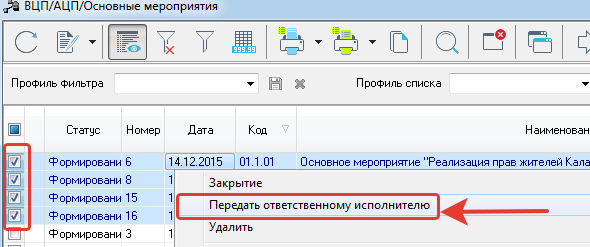 ВЦП/АЦП/Основные мероприятия
Профиль фильтра Профиль списка
Статус Номер Дата Код Наименован
Формировани 6 14.12.2015 01.1.01 Основное мероприятие "Реализация прав жителей Кала
Формировани 8 1
Формировани 15 1
Формировани 16 1
Формировани 3 1
Закрытие
Передать ответственному исполнителю
Удалить